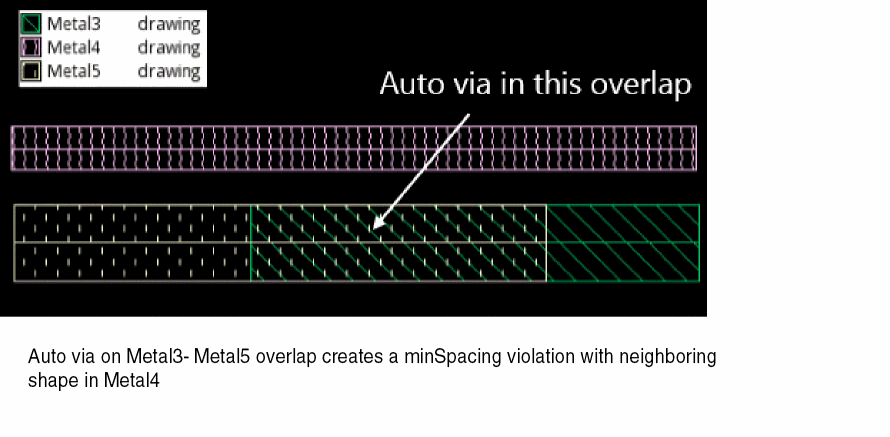 Metal3 drawing
Metal4 drawing
Metal5 drawing
Auto via in this overlap
Auto via on Metal3- Metal5 overlap creates a minSpacing violation with neighboring
shape in Metal4